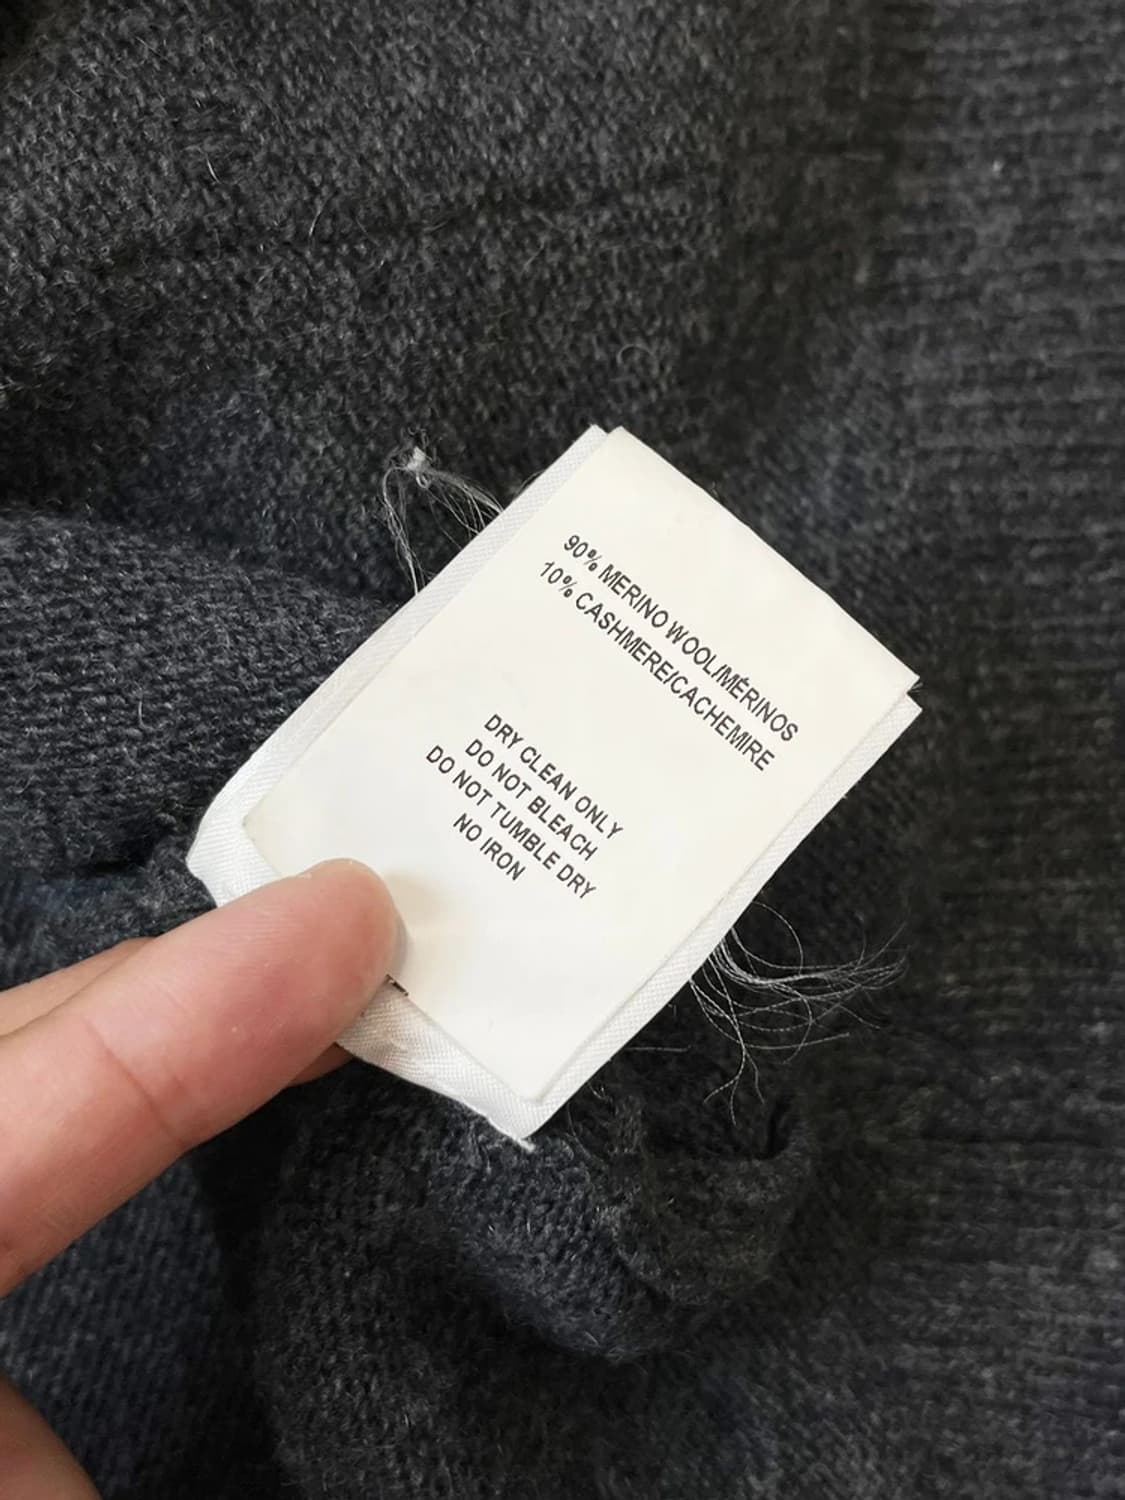 90% MERINO WOOL/MÉRINOS
10% CASHMERE/CACHEMIRE
DRY CLEAN ONLY
DO NOT BLEACH
DO NOT TUMBLE DRY
NO IRON